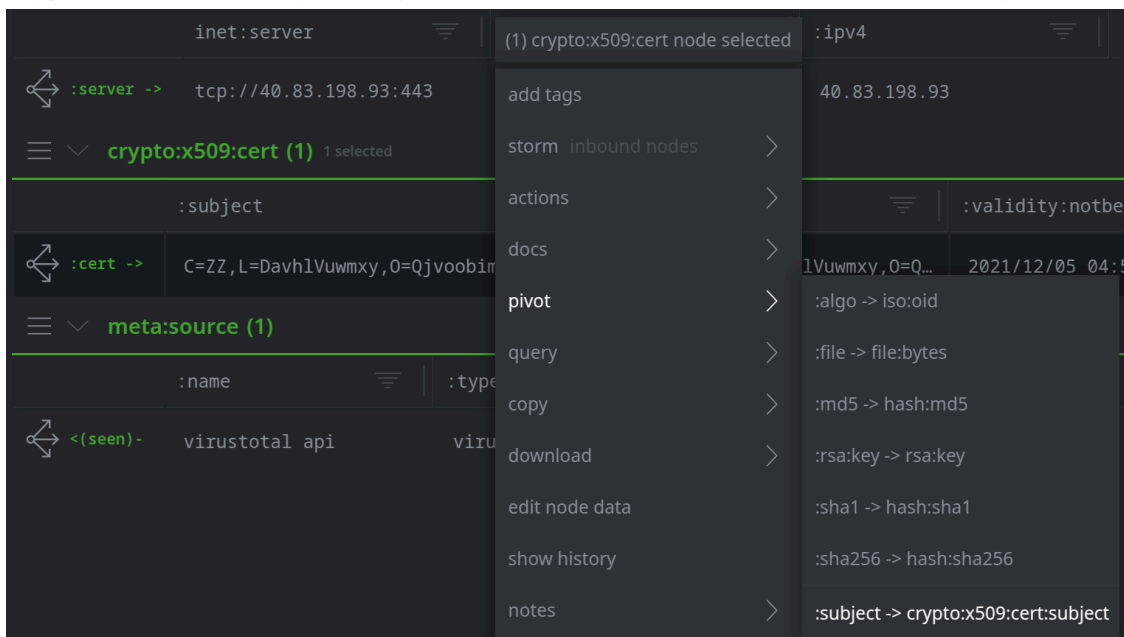 inet:server
(1) crypto:x509:cert node selected
:ipv4
:server -> tcp://40.83.198.93:443
40.83.198.93
add tags
storm inbound nodes
crypto:x509:cert (1) 1 selected
actions
:subject
:validity:notbe
docs
:cert -> C=ZZ,L=DavhlVuwmxy,O=Qjvoobim
lVuwmxy,O=Q… 2021/12/05 04:5
pivot
:algo -> iso:oid
meta:source (1)
query
:file -> file:bytes
:name
:type
copy
:md5 -> hash:md5
<(seen)- virustotal api
viru
download
:rsa:key -> rsa:key
edit node data
:sha1 -> hash:sha1
show history
:sha256 -> hash:sha256
notes
:subject -> crypto:x509:cert:subject